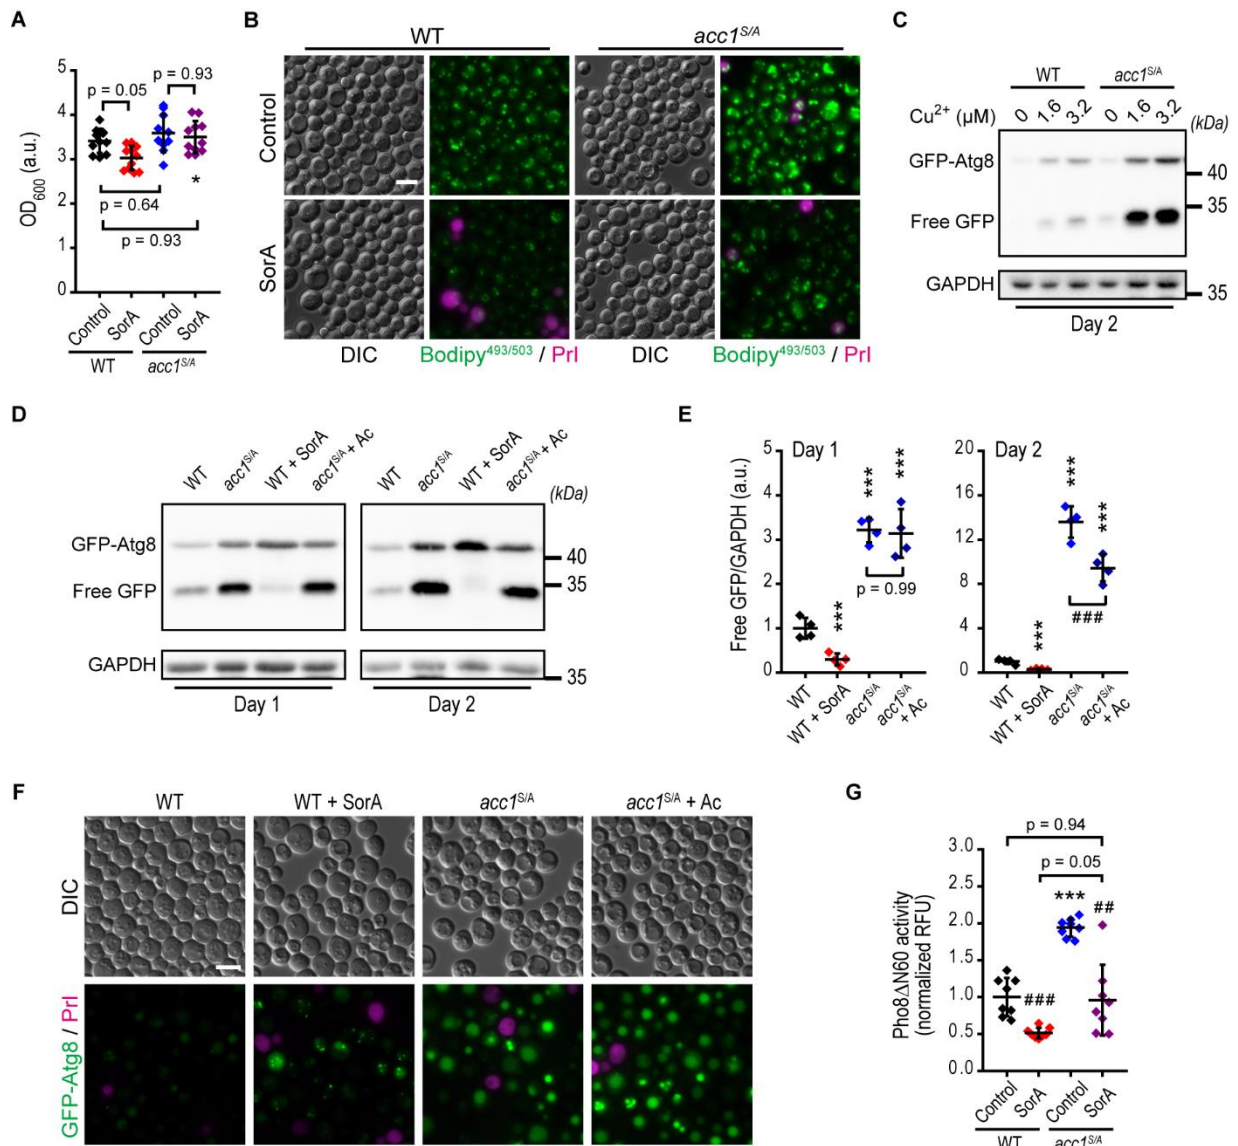 A
5
4
3
2
1
0
OD600 (a.u.)
p = 0.93
p = 0.05
*
p = 0.64
p = 0.93
Control
SorA
Control
SorA
WT
acc1S/A
B
WT
acc1S/A
Control
SorA
DIC
Bodipy493/503 / PrI
DIC
Bodipy493/503 / PrI
C
WT
acc1S/A
Cu2+ (µM)
0
1.6
3.2
0
1.6
3.2
(kDa)
GFP-Atg8
40
Free GFP
35
GAPDH
35
Day 2
D
WT
acc1S/A
WT + SorA
acc1S/A + Ac
WT
acc1S/A
WT + SorA
acc1S/A + Ac
(kDa)
GFP-Atg8
40
Free GFP
35
GAPDH
35
Day 1
Day 2
E
Free GFP/GAPDH (a.u.)
5
4
3
2
1
0
Day 1
***
***
***
p = 0.99
WT
WT + SorA
acc1S/A
acc1S/A
+ Ac
20
16
12
8
4
0
Day 2
***
***
***
###
WT
WT + SorA
acc1S/A
acc1S/A
+ Ac
F
WT
WT + SorA
acc1S/A
acc1S/A + Ac
DIC
GFP-Atg8 / PrI
G
Pho8ΔN60 activity
(normalized RFU)
3.0
2.5
2.0
1.5
1.0
0.5
0.0
p = 0.94
p = 0.05
***
##
###
Control
SorA
Control
SorA
WT
acc1S/A